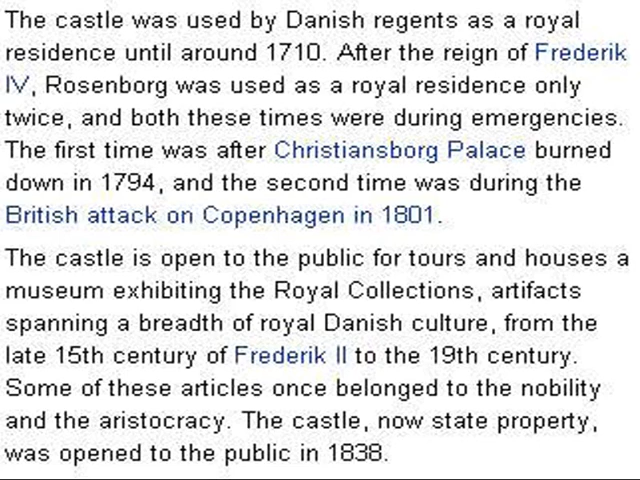 The castle was used by Danish regents as a royal
residence until around 1710. After the reign of Frederik
IV, Rosenborg was used as a royal residence only
twice, and both these times were during emergencies.
The first time was after Christiansborg Palace burned
down in 1794, and the second time was during the
British attack on Copenhagen in 1801.
The castle is open to the public for tours and houses a
museum exhibiting the Royal Collections, artifacts
spanning a breadth of royal Danish culture, from the
late 15th century of Frederik II to the 19th century.
Some of these articles once belonged to the nobility
and the aristocracy. The castle, now state property,
was opened to the public in 1838.